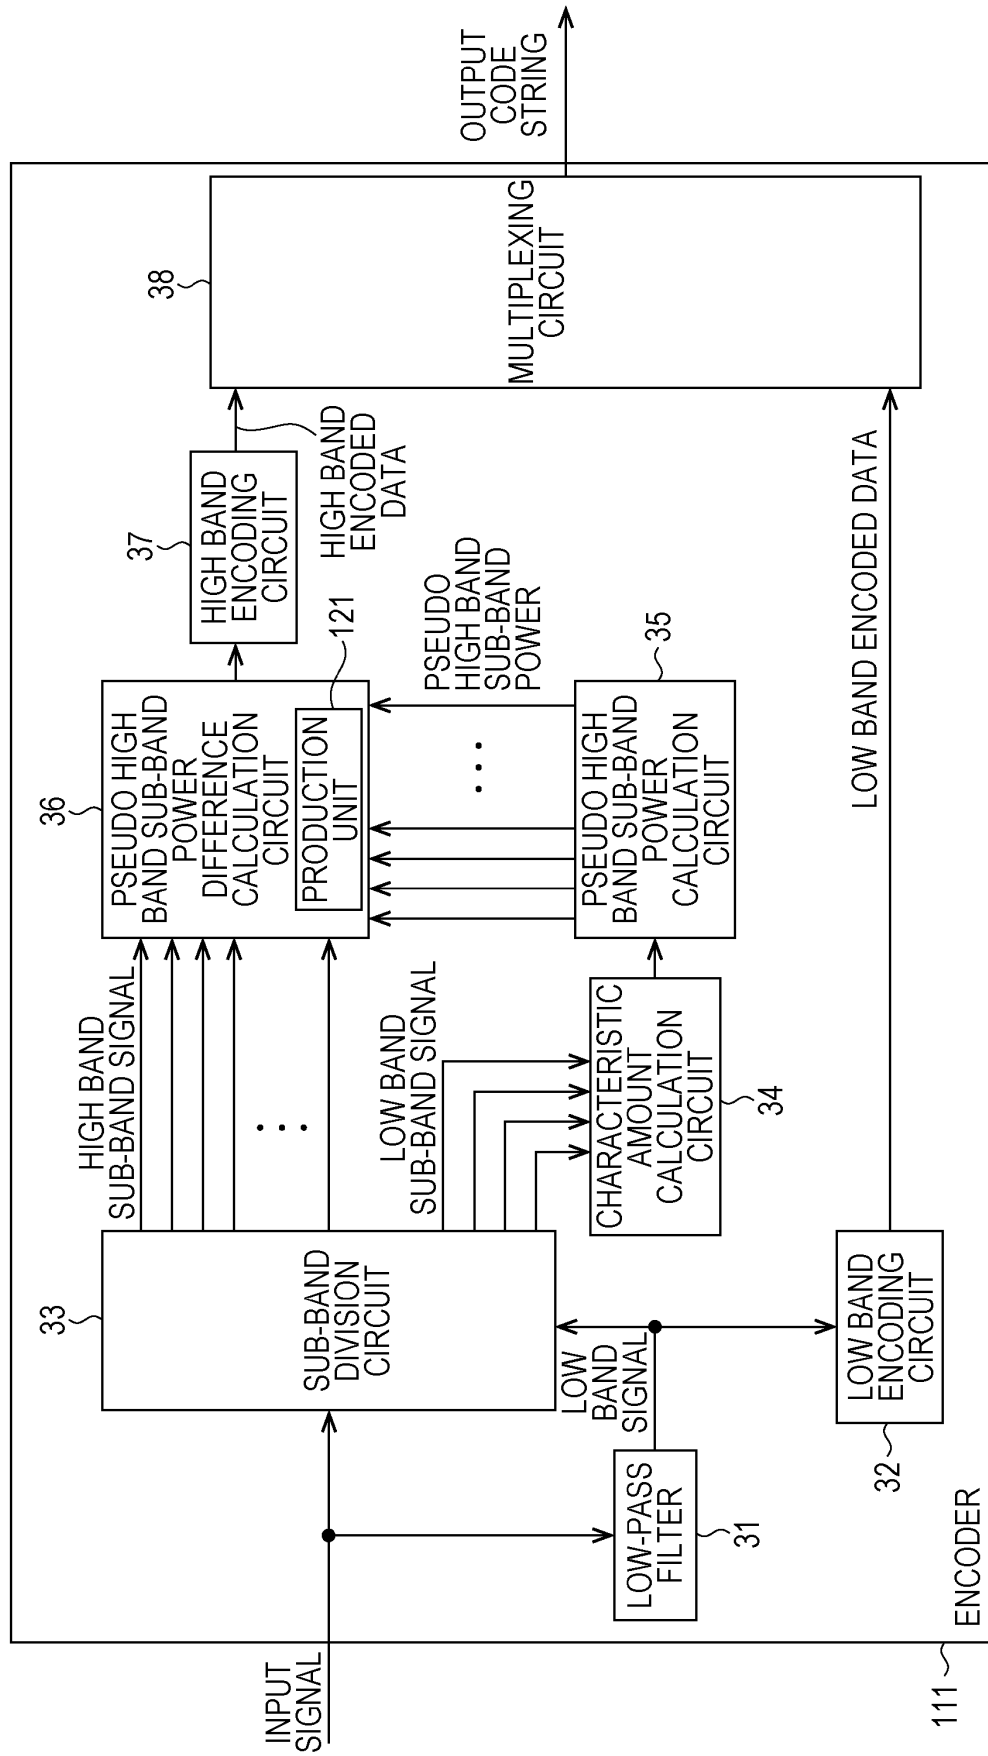 INPUT
SIGNAL
111
ENCODER
33
SUB-BAND
DIVISION
CIRCUIT
LOW-PASS
FILTER
31
LOW
BAND
SIGNAL
32
LOW BAND
ENCODING
CIRCUIT
HIGH BAND
SUB-BAND SIGNAL
LOW BAND
SUB-BAND SIGNAL
CHARACTERISTIC
AMOUNT
CALCULATION
CIRCUIT
34
36
PSEUDO HIGH
BAND SUB-BAND
POWER
DIFFERENCE
CALCULATION
CIRCUIT
PRODUCTION
UNIT
121
PSEUDO
HIGH BAND
SUB-BAND
POWER
35
PSEUDO HIGH
BAND SUB-BAND
POWER
CALCULATION
CIRCUIT
37
HIGH BAND
ENCODING
CIRCUIT
HIGH BAND
ENCODED
DATA
LOW BAND ENCODED DATA
38
MULTIPLEXING
CIRCUIT
OUTPUT
CODE
STRING